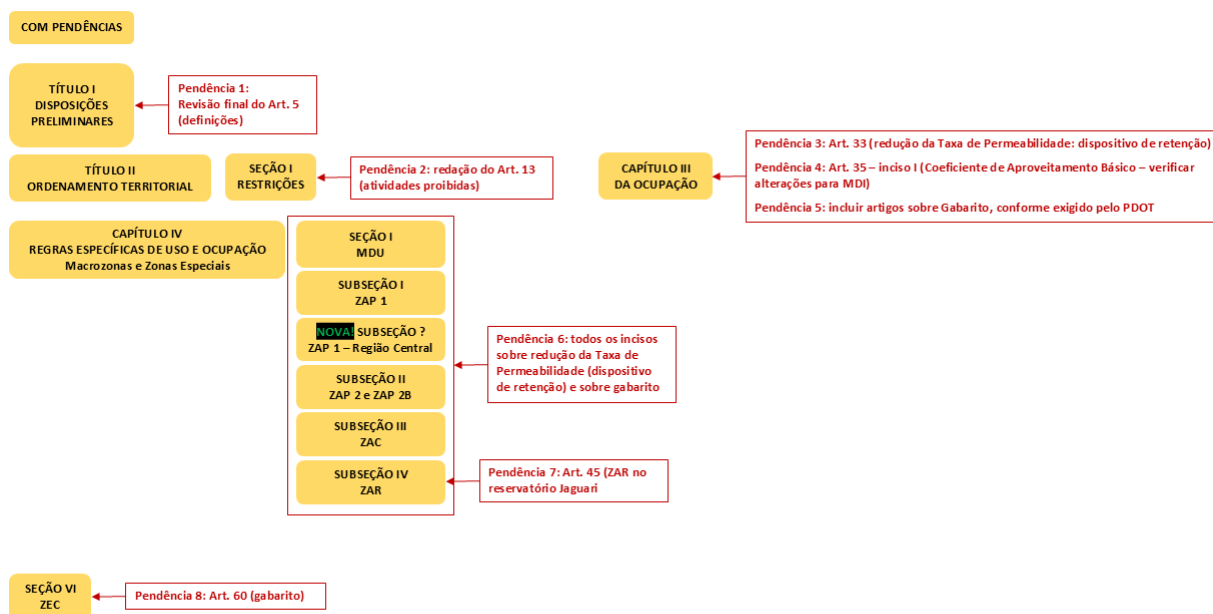 COM PENDÊNCIAS
TÍTULO I
DISPOSIÇÕES
PRELIMINARES
Pendência 1:
Revisão final do Art. 5
(definições)
TÍTULO II
ORDENAMENTO TERRITORIAL
SEÇÃO I
RESTRIÇÕES
Pendência 2: redação do Art. 13
(atividades proibidas)
CAPÍTULO III
DA OCUPAÇÃO
Pendência 3: Art. 33 (redução da Taxa de Permeabilidade: dispositivo de retenção)
Pendência 4: Art. 35 – inciso I (Coeficiente de Aproveitamento Básico – verificar
alterações para MDI)
Pendência 5: incluir artigos sobre Gabarito, conforme exigido pelo PDOT
CAPÍTULO IV
REGRAS ESPECÍFICAS DE USO E OCUPAÇÃO
Macrozonas e Zonas Especiais
SEÇÃO I
MDU
SUBSEÇÃO I
ZAP 1
NOVA! SUBSEÇÃO ?
ZAP 1 – Região Central
SUBSEÇÃO II
ZAP 2 e ZAP 2B
SUBSEÇÃO III
ZAC
SUBSEÇÃO IV
ZAR
Pendência 6: todos os incisos
sobre redução da Taxa de
Permeabilidade (dispositivo
de retenção) e sobre gabarito
Pendência 7: Art. 45 (ZAR no
reservatório Jaguari
SEÇÃO VI
ZEC
Pendência 8: Art. 60 (gabarito)